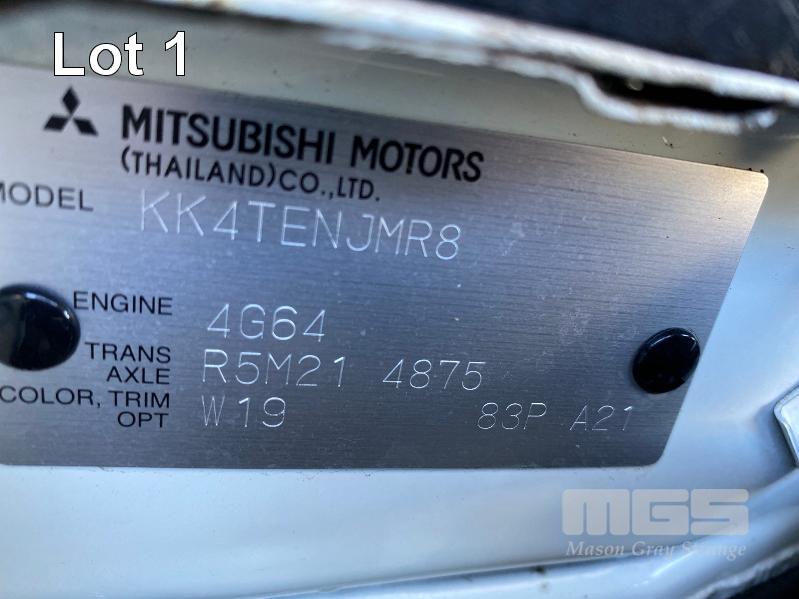 Lot 1
MITSUBISHI MOTORS
(THAILAND)CO.,LTD.
MODEL KK4TENJMR8
ENGINE 4G64
TRANS AXLE R5M21 4875
COLOR, TRIM OPT W19 83P A21
MGS
Mason Gray Strange